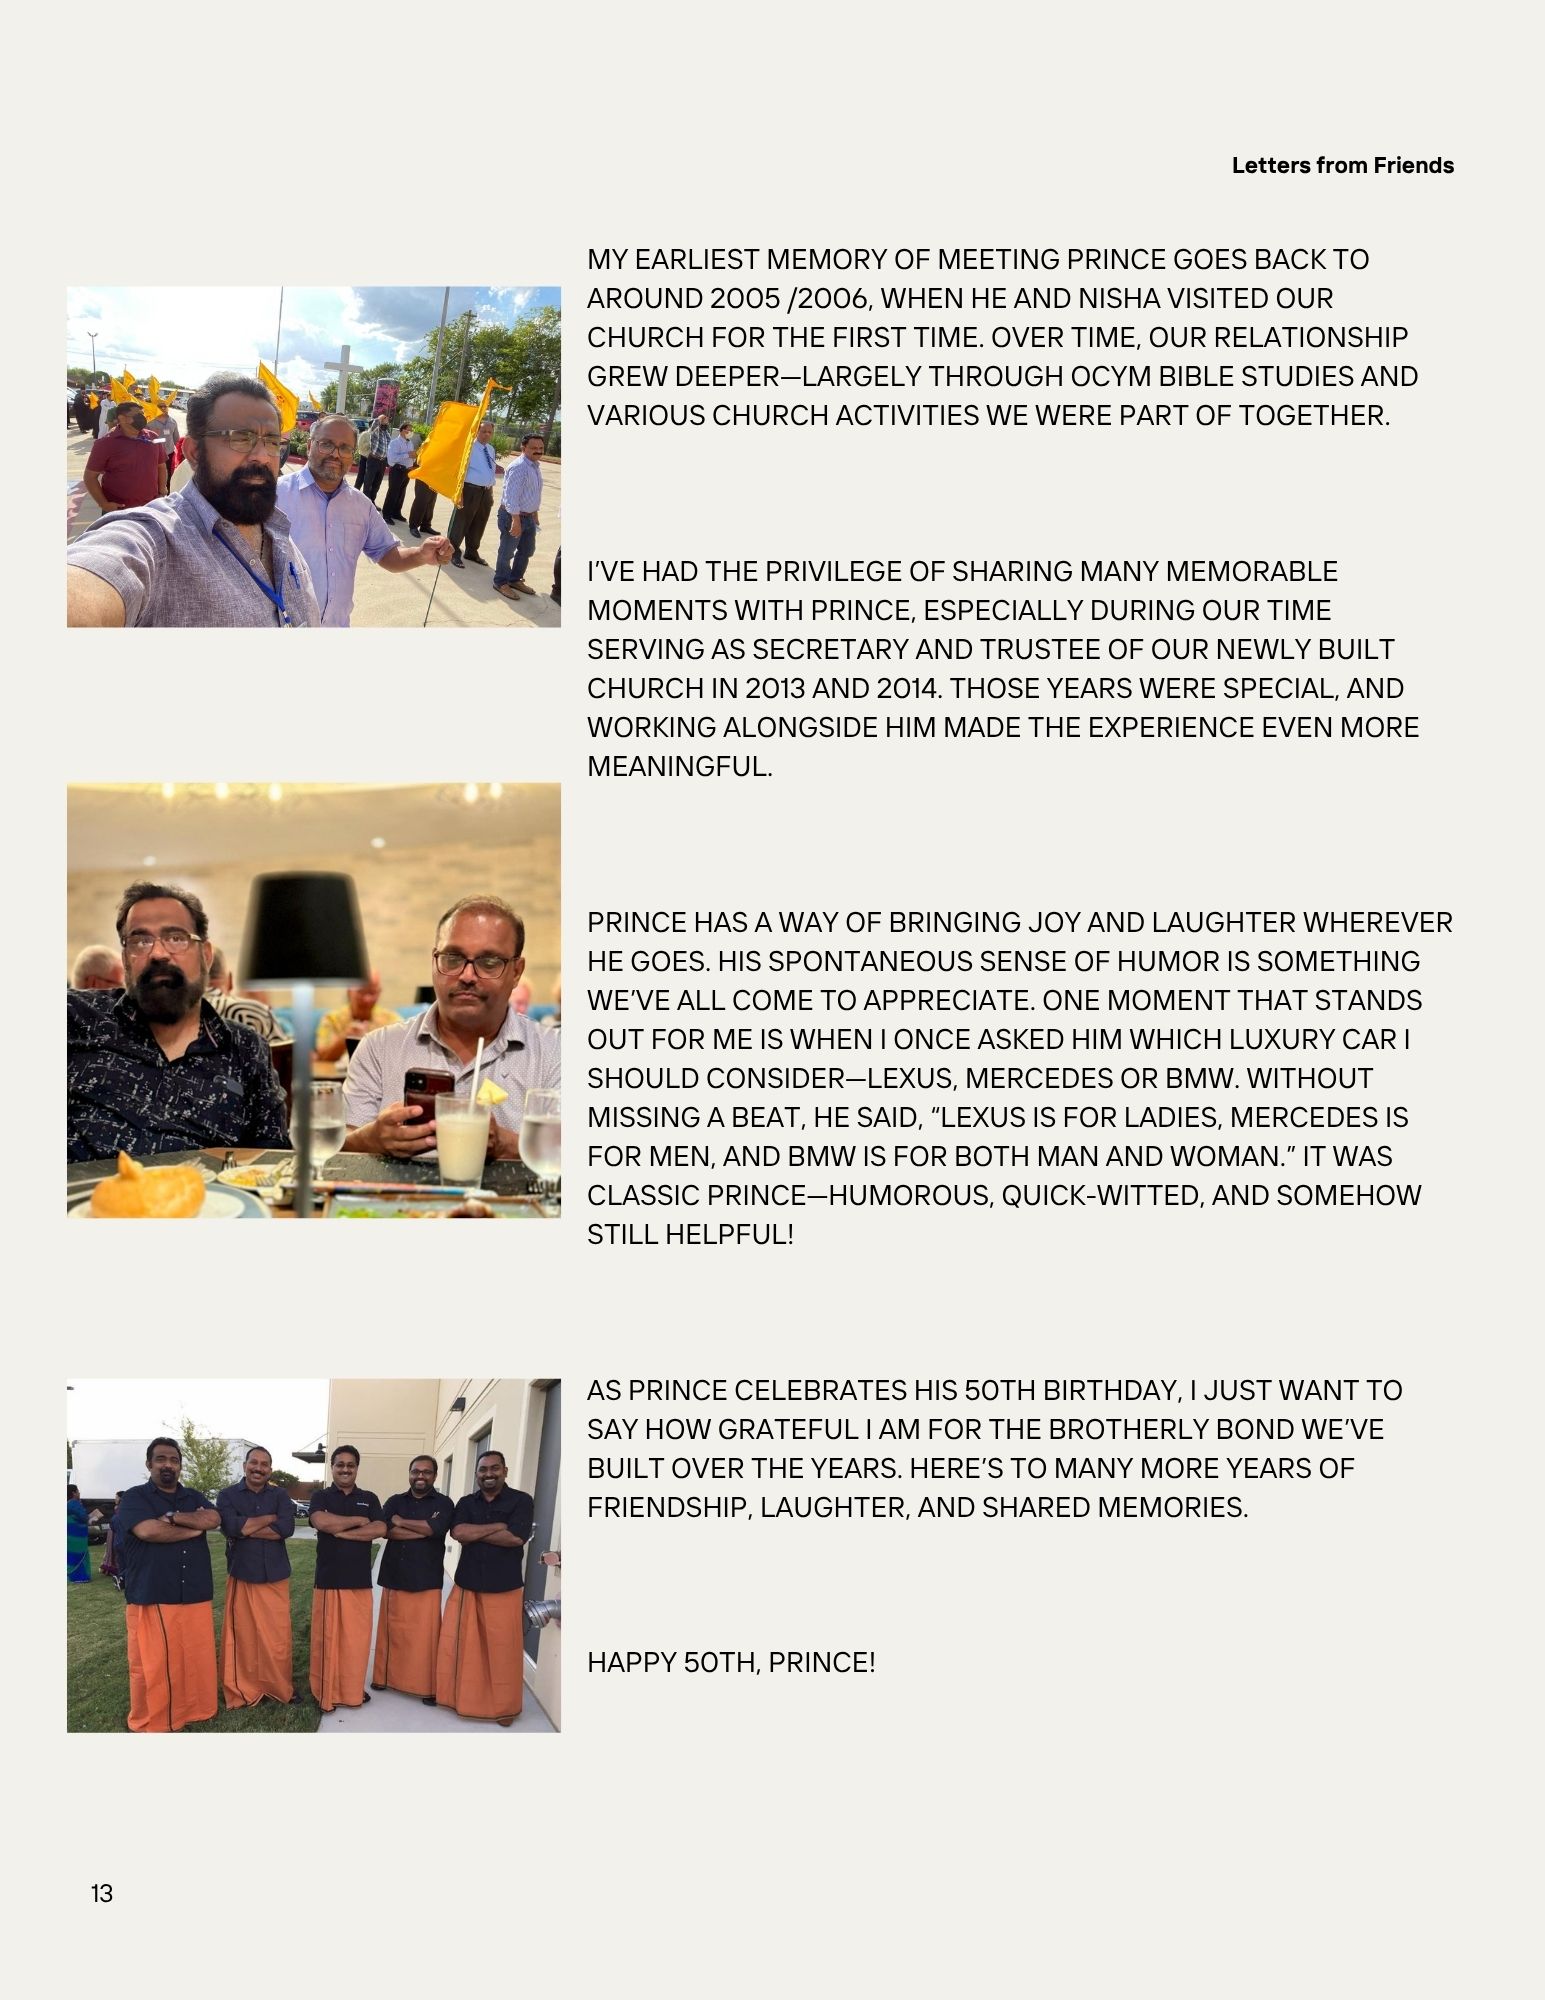 Letters from Friends
MY EARLIEST MEMORY OF MEETING PRINCE GOES BACK TO
AROUND 2005 /2006, WHEN HE AND NISHA VISITED OUR
CHURCH FOR THE FIRST TIME. OVER TIME, OUR RELATIONSHIP
GREW DEEPER—LARGELY THROUGH OCYM BIBLE STUDIES AND
VARIOUS CHURCH ACTIVITIES WE WERE PART OF TOGETHER.
I’VE HAD THE PRIVILEGE OF SHARING MANY MEMORABLE
MOMENTS WITH PRINCE, ESPECIALLY DURING OUR TIME
SERVING AS SECRETARY AND TRUSTEE OF OUR NEWLY BUILT
CHURCH IN 2013 AND 2014. THOSE YEARS WERE SPECIAL, AND
WORKING ALONGSIDE HIM MADE THE EXPERIENCE EVEN MORE
MEANINGFUL.
PRINCE HAS A WAY OF BRINGING JOY AND LAUGHTER WHEREVER
HE GOES. HIS SPONTANEOUS SENSE OF HUMOR IS SOMETHING
WE’VE ALL COME TO APPRECIATE. ONE MOMENT THAT STANDS
OUT FOR ME IS WHEN I ONCE ASKED HIM WHICH LUXURY CAR I
SHOULD CONSIDER—LEXUS, MERCEDES OR BMW. WITHOUT
MISSING A BEAT, HE SAID, “LEXUS IS FOR LADIES, MERCEDES IS
FOR MEN, AND BMW IS FOR BOTH MAN AND WOMAN.” IT WAS
CLASSIC PRINCE—HUMOROUS, QUICK-WITTED, AND SOMEHOW
STILL HELPFUL!
AS PRINCE CELEBRATES HIS 50TH BIRTHDAY, I JUST WANT TO
SAY HOW GRATEFUL I AM FOR THE BROTHERLY BOND WE’VE
BUILT OVER THE YEARS. HERE’S TO MANY MORE YEARS OF
FRIENDSHIP, LAUGHTER, AND SHARED MEMORIES.
HAPPY 50TH, PRINCE!
13